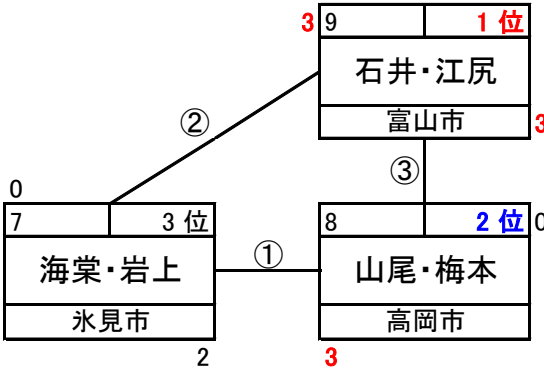 3 9 1位
石井・江尻
富山市 3
②
③
0
7 3位
海棠・岩上
氷見市
2
①
8 2位 0
山尾・梅本
高岡市
3